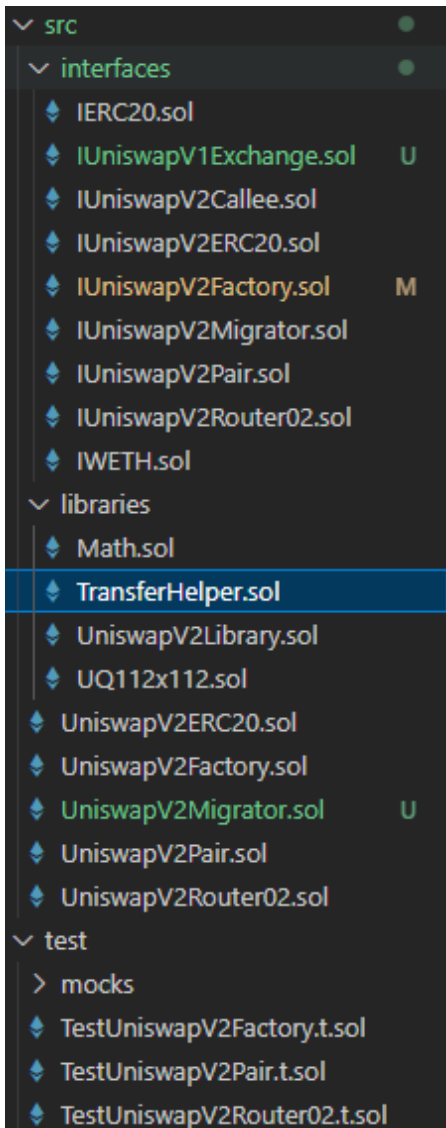 src
interfaces
IERC20.sol
IUniswapV1Exchange.sol U
IUniswapV2Callee.sol
IUniswapV2ERC20.sol
IUniswapV2Factory.sol M
IUniswapV2Migrator.sol
IUniswapV2Pair.sol
IUniswapV2Router02.sol
IWETH.sol
libraries
Math.sol
TransferHelper.sol
UniswapV2Library.sol
UQ112x112.sol
UniswapV2ERC20.sol
UniswapV2Factory.sol
UniswapV2Migrator.sol U
UniswapV2Pair.sol
UniswapV2Router02.sol
test
mocks
TestUniswapV2Factory.t.sol
TestUniswapV2Pair.t.sol
TestUniswapV2Router02.t.sol